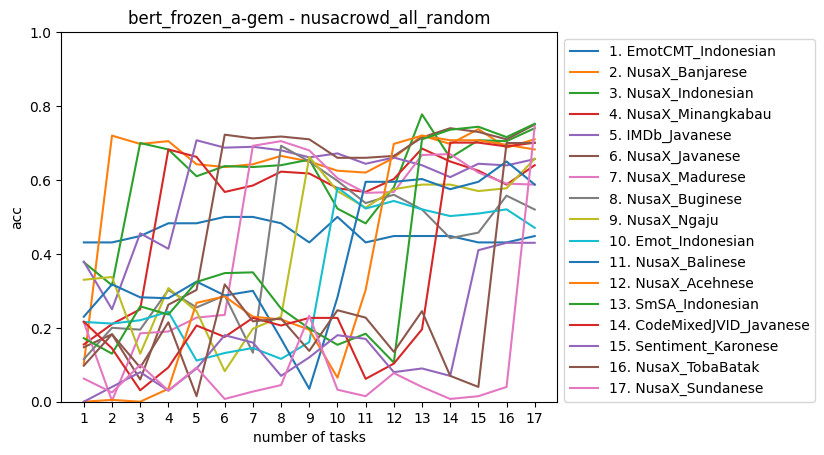 bert_frozen_a-gem - nusacrowd_all_random
1.0
0.8
0.6
0.4
0.2
0.0
acc
1 2 3 4 5 6 7 8 9 10 11 12 13 14 15 16 17
number of tasks
1. EmotCMT_Indonesian
2. NusaX_Banjarese
3. NusaX_Indonesian
4. NusaX_Minangkabau
5. IMDb_Javanese
6. NusaX_Javanese
7. NusaX_Madurese
8. NusaX_Buginese
9. NusaX_Ngaju
10. Emot_Indonesian
11. NusaX_Balinese
12. NusaX_Acehnese
13. SmSA_Indonesian
14. CodeMixedJVID_Javanese
15. Sentiment_Karonese
16. NusaX_TobaBatak
17. NusaX_Sundanese